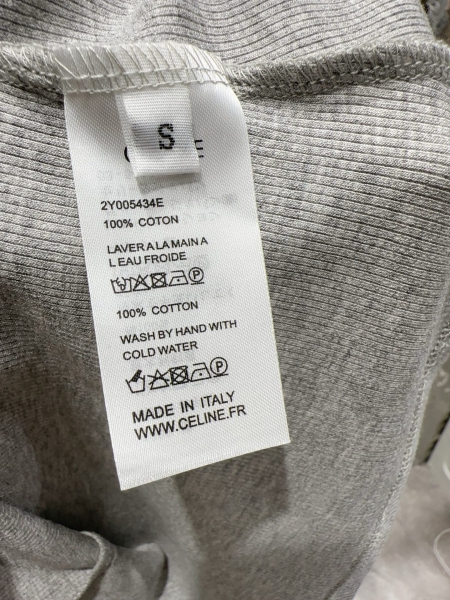 S
2Y005434E
100% COTON
LAVER A LA MAIN A
L EAU FROIDE
100% COTTON
WASH BY HAND WITH
COLD WATER
MADE IN ITALY
WWW.CELINE.FR